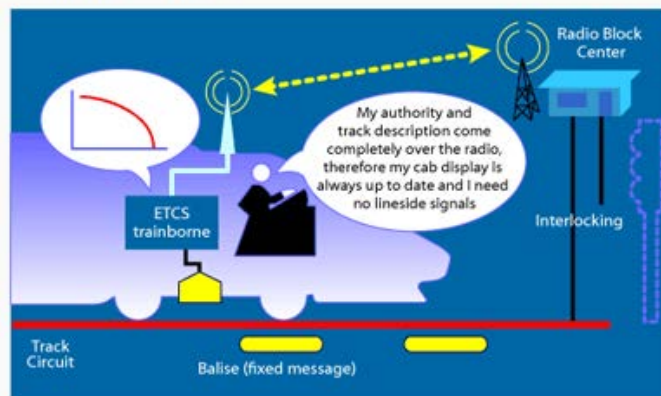 Radio Block
Center
My authority and
track description come
completely over the radio,
therefore my cab display is
always up to date and I need
no lineside signals
ETCS
trainborne
Interlocking
Track
Circuit
Balise (fixed message)